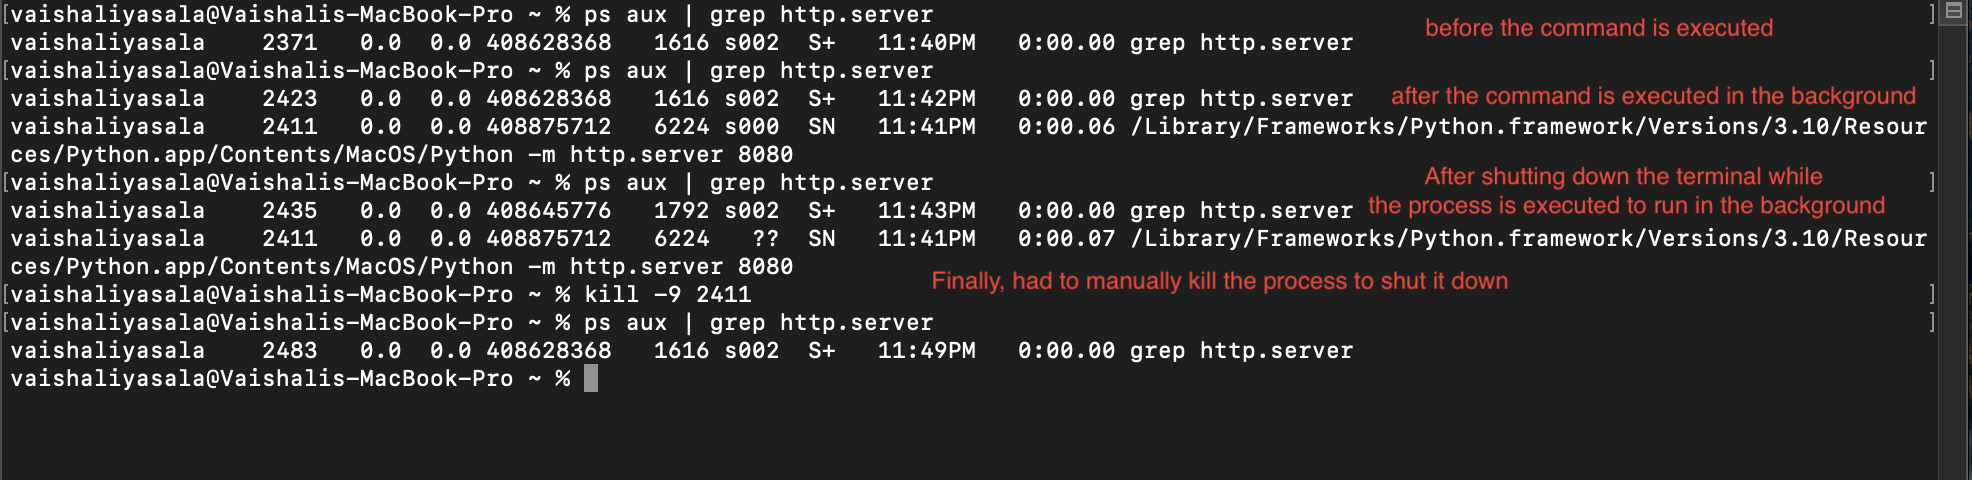 [vaishaliyasala@Vaishalis-MacBook-Pro ~ % ps aux | grep http.server ]
before the command is executed
vaishaliyasala 2371 0.0 0.0 408628368 1616 s002 S+ 11:40PM 0:00.00 grep http.server
[vaishaliyasala@Vaishalis-MacBook-Pro ~ % ps aux | grep http.server ]
vaishaliyasala 2423 0.0 0.0 408628368 1616 s002 S+ 11:42PM 0:00.00 grep http.server
after the command is executed in the background
vaishaliyasala 2411 0.0 0.0 408875712 6224 s000 SN 11:41PM 0:00.06 /Library/Frameworks/Python.framework/Versions/3.10/Resour
ces/Python.app/Contents/MacOS/Python -m http.server 8080
[vaishaliyasala@Vaishalis-MacBook-Pro ~ % ps aux | grep http.server ]
After shutting down the terminal while
the process is executed to run in the background
vaishaliyasala 2435 0.0 0.0 408645776 1792 s002 S+ 11:43PM 0:00.00 grep http.server
vaishaliyasala 2411 0.0 0.0 408875712 6224 ?? SN 11:41PM 0:00.07 /Library/Frameworks/Python.framework/Versions/3.10/Resour
ces/Python.app/Contents/MacOS/Python -m http.server 8080
Finally, had to manually kill the process to shut it down
[vaishaliyasala@Vaishalis-MacBook-Pro ~ % kill -9 2411 ]
[vaishaliyasala@Vaishalis-MacBook-Pro ~ % ps aux | grep http.server ]
vaishaliyasala 2483 0.0 0.0 408628368 1616 s002 S+ 11:49PM 0:00.00 grep http.server
vaishaliyasala@Vaishalis-MacBook-Pro ~ %